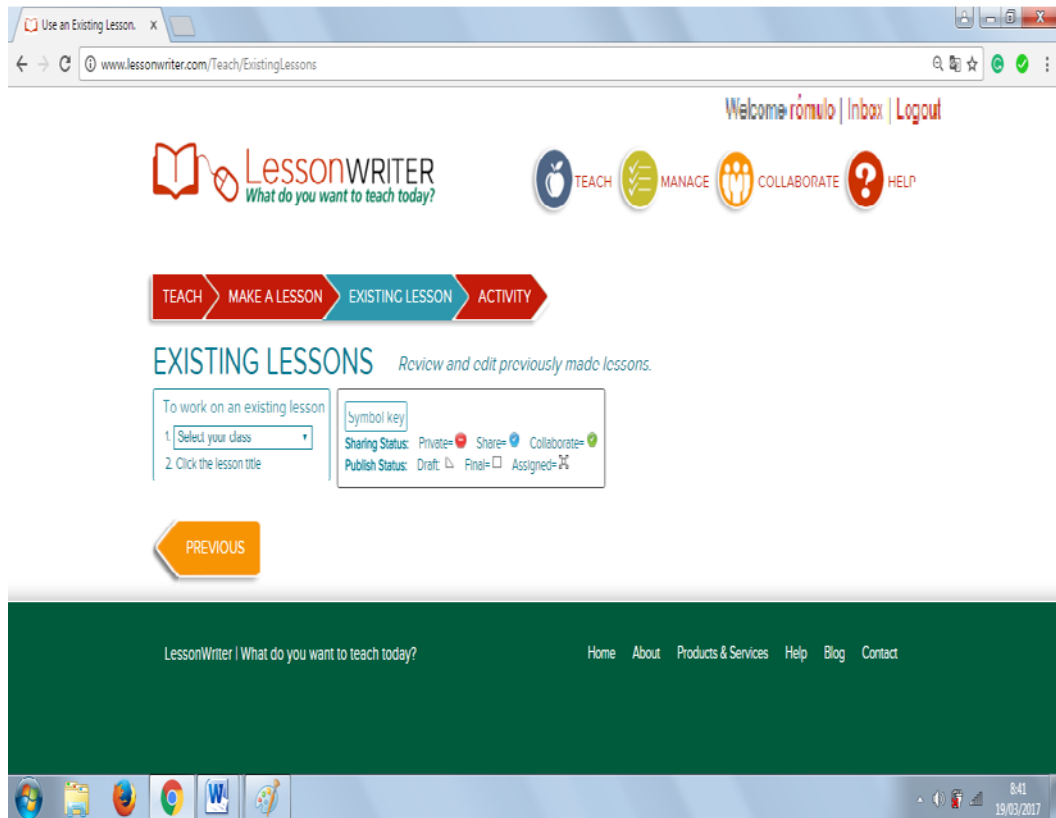 Use an Existing Lesson.
www.lessonwriter.com/Teach/ExistingLessons
Welcome rómulo | Inbox | Logout
LESSONWRITER
What do you want to teach today?
TEACH MANAGE COLLABORATE HELP
TEACH MAKE A LESSON EXISTING LESSON ACTIVITY
EXISTING LESSONS Review and edit previously made lessons.
To work on an existing lesson
1. Select your class
2. Click the lesson title
Symbol key
Sharing Status: Private= Share= Collaborate=
Publish Status: Draft: Final= Assigned=
PREVIOUS
LessonWriter | What do you want to teach today? Home About Products & Services Help Blog Contact
8:41
19/03/2017